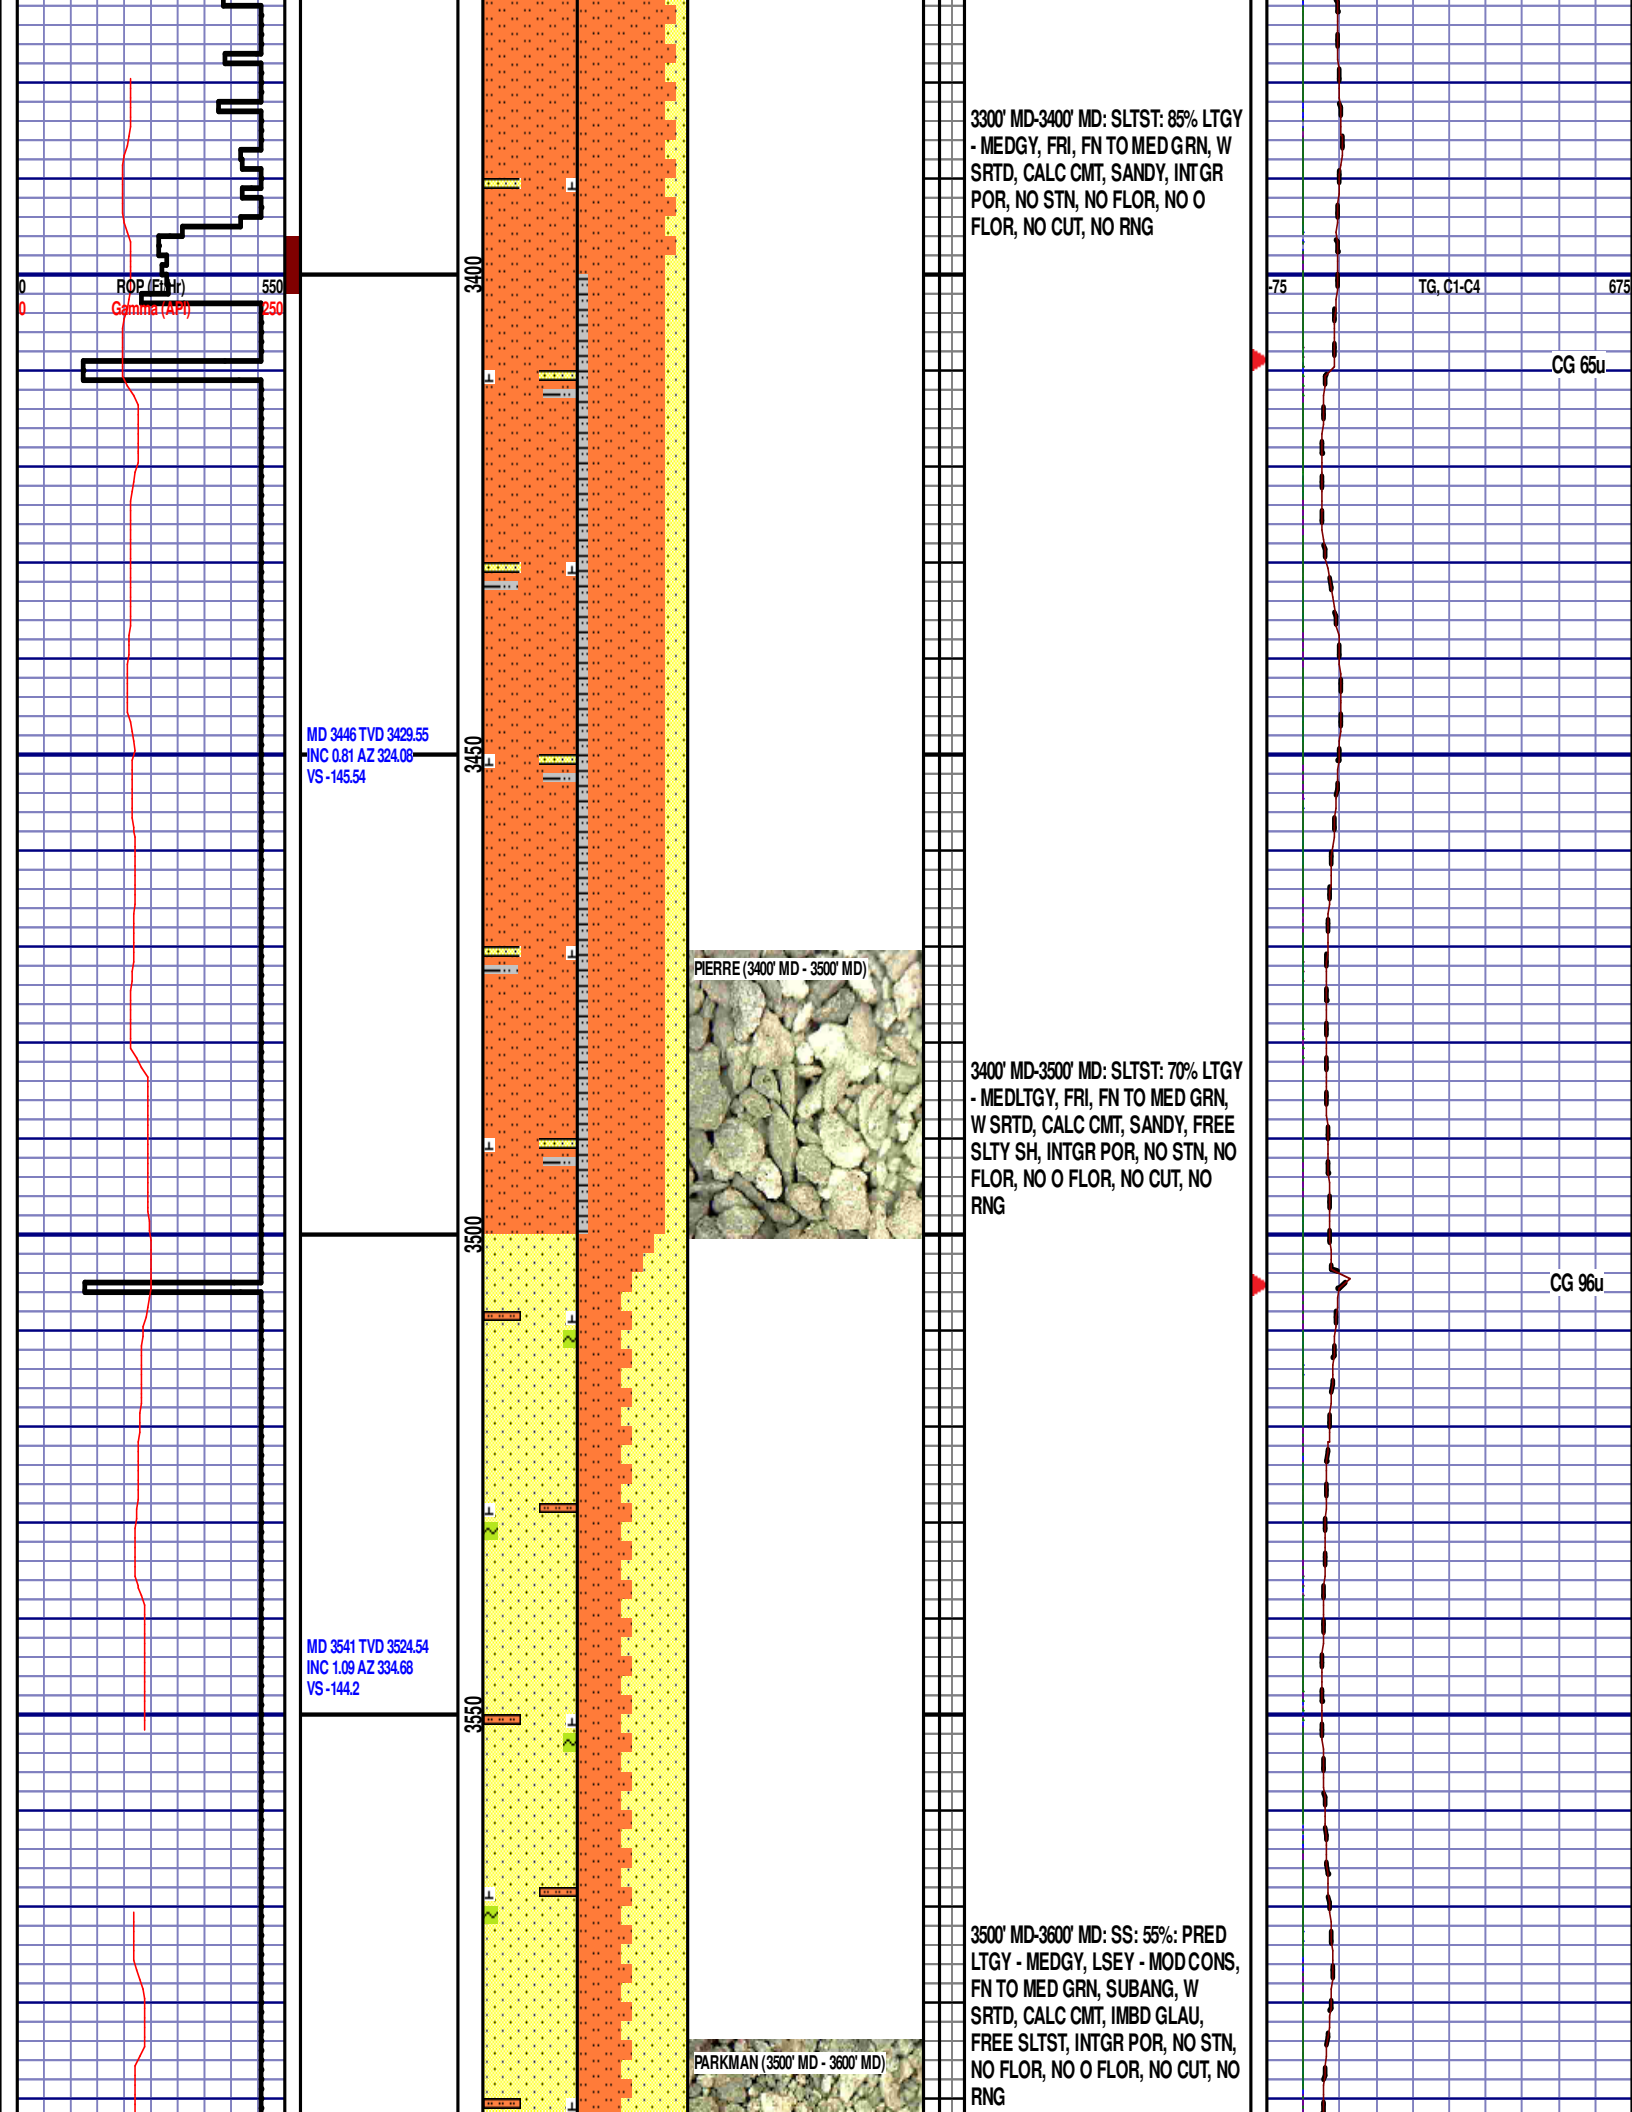 3300' MD-3400' MD: SLTST: 85% LTGY
- MEDGY, FRI, FN TO MED GRN, W
SRTD, CALC CMT, SANDY, INTGR
POR, NO STN, NO FLOR, NO O
FLOR, NO CUT, NO RNG
3400
0 ROP (Ft/Hr) 550
0 Gamma (API) 250
-75 TG, C1-C4 675
CG 65u
MD 3446 TVD 3429.55
INC 0.81 AZ 324.08
VS -145.54
3450
PIERRE (3400' MD - 3500' MD)
3400' MD-3500' MD: SLTST: 70% LTGY
- MEDLTGY, FRI, FN TO MED GRN,
W SRTD, CALC CMT, SANDY, FREE
SLTY SH, INTGR POR, NO STN, NO
FLOR, NO O FLOR, NO CUT, NO
RNG
3500
CG 96u
MD 3541 TVD 3524.54
INC 1.09 AZ 334.68
VS -144.2
3550
3500' MD-3600' MD: SS: 55%: PRED
LTGY - MEDGY, LSEY - MOD CONS,
FN TO MED GRN, SUBANG, W
SRTD, CALC CMT, IMBD GLAU,
FREE SLTST, INTGR POR, NO STN,
NO FLOR, NO O FLOR, NO CUT, NO
RNG
PARKMAN (3500' MD - 3600' MD)